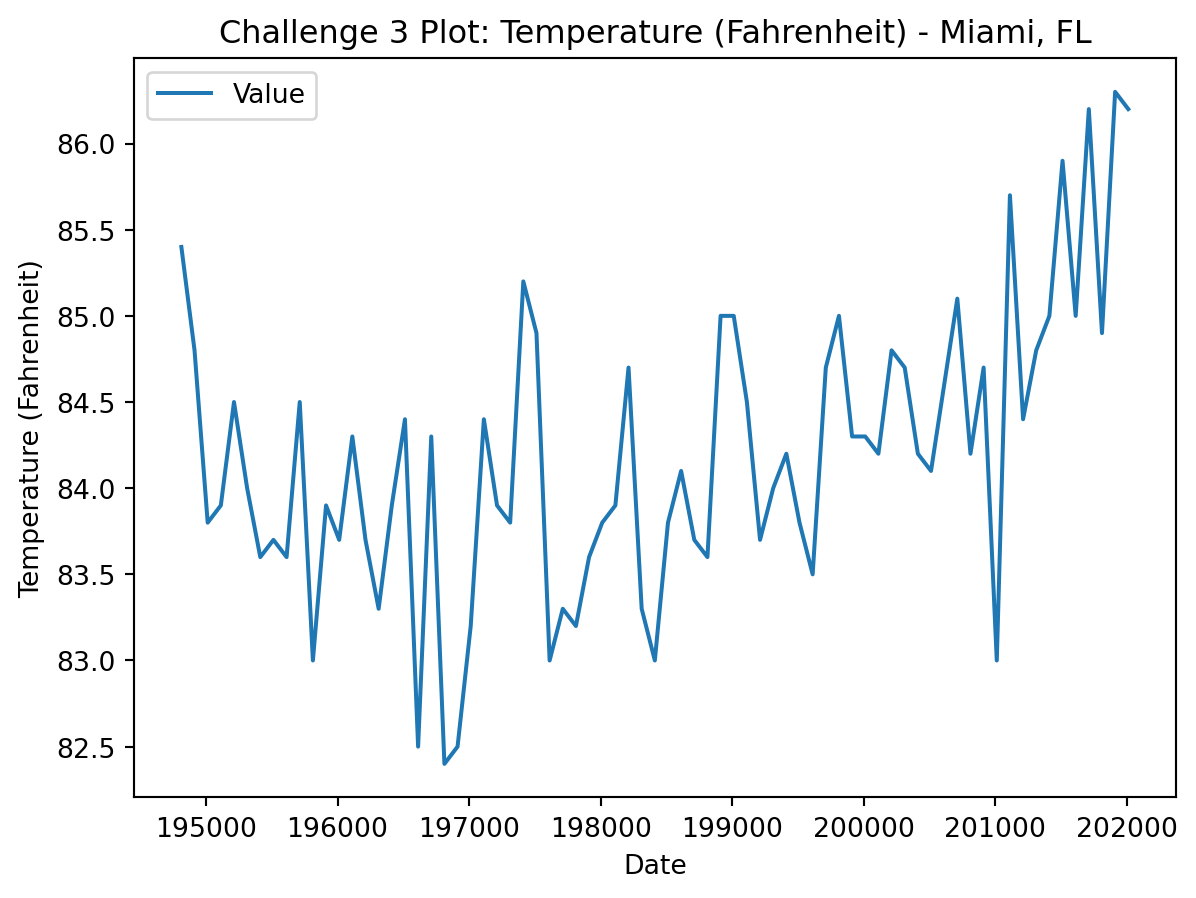 Challenge 3 Plot: Temperature (Fahrenheit) - Miami, FL
Value
86.0
85.5
85.0
84.5
84.0
83.5
83.0
82.5
Temperature (Fahrenheit)
195000 196000 197000 198000 199000 200000 201000 202000
Date